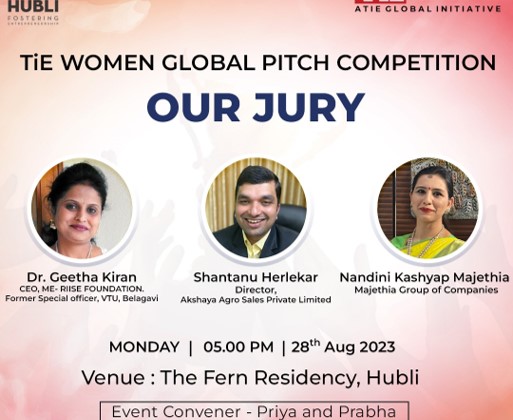 HUBLI
FOSTERING
ENTREPRENEURSHIP
ATIE GLOBAL INITIATIVE
TiE WOMEN GLOBAL PITCH COMPETITION
OUR JURY
Dr. Geetha Kiran
CEO, ME- RIISE FOUNDATION.
Former Special officer, VTU, Belagavi
Shantanu Herlekar
Director,
Akshaya Agro Sales Private Limited
Nandini Kashyap Majethia
Majethia Group of Companies
MONDAY | 05.00 PM | 28th Aug 2023
Venue : The Fern Residency, Hubli
Event Convener - Priya and Prabha